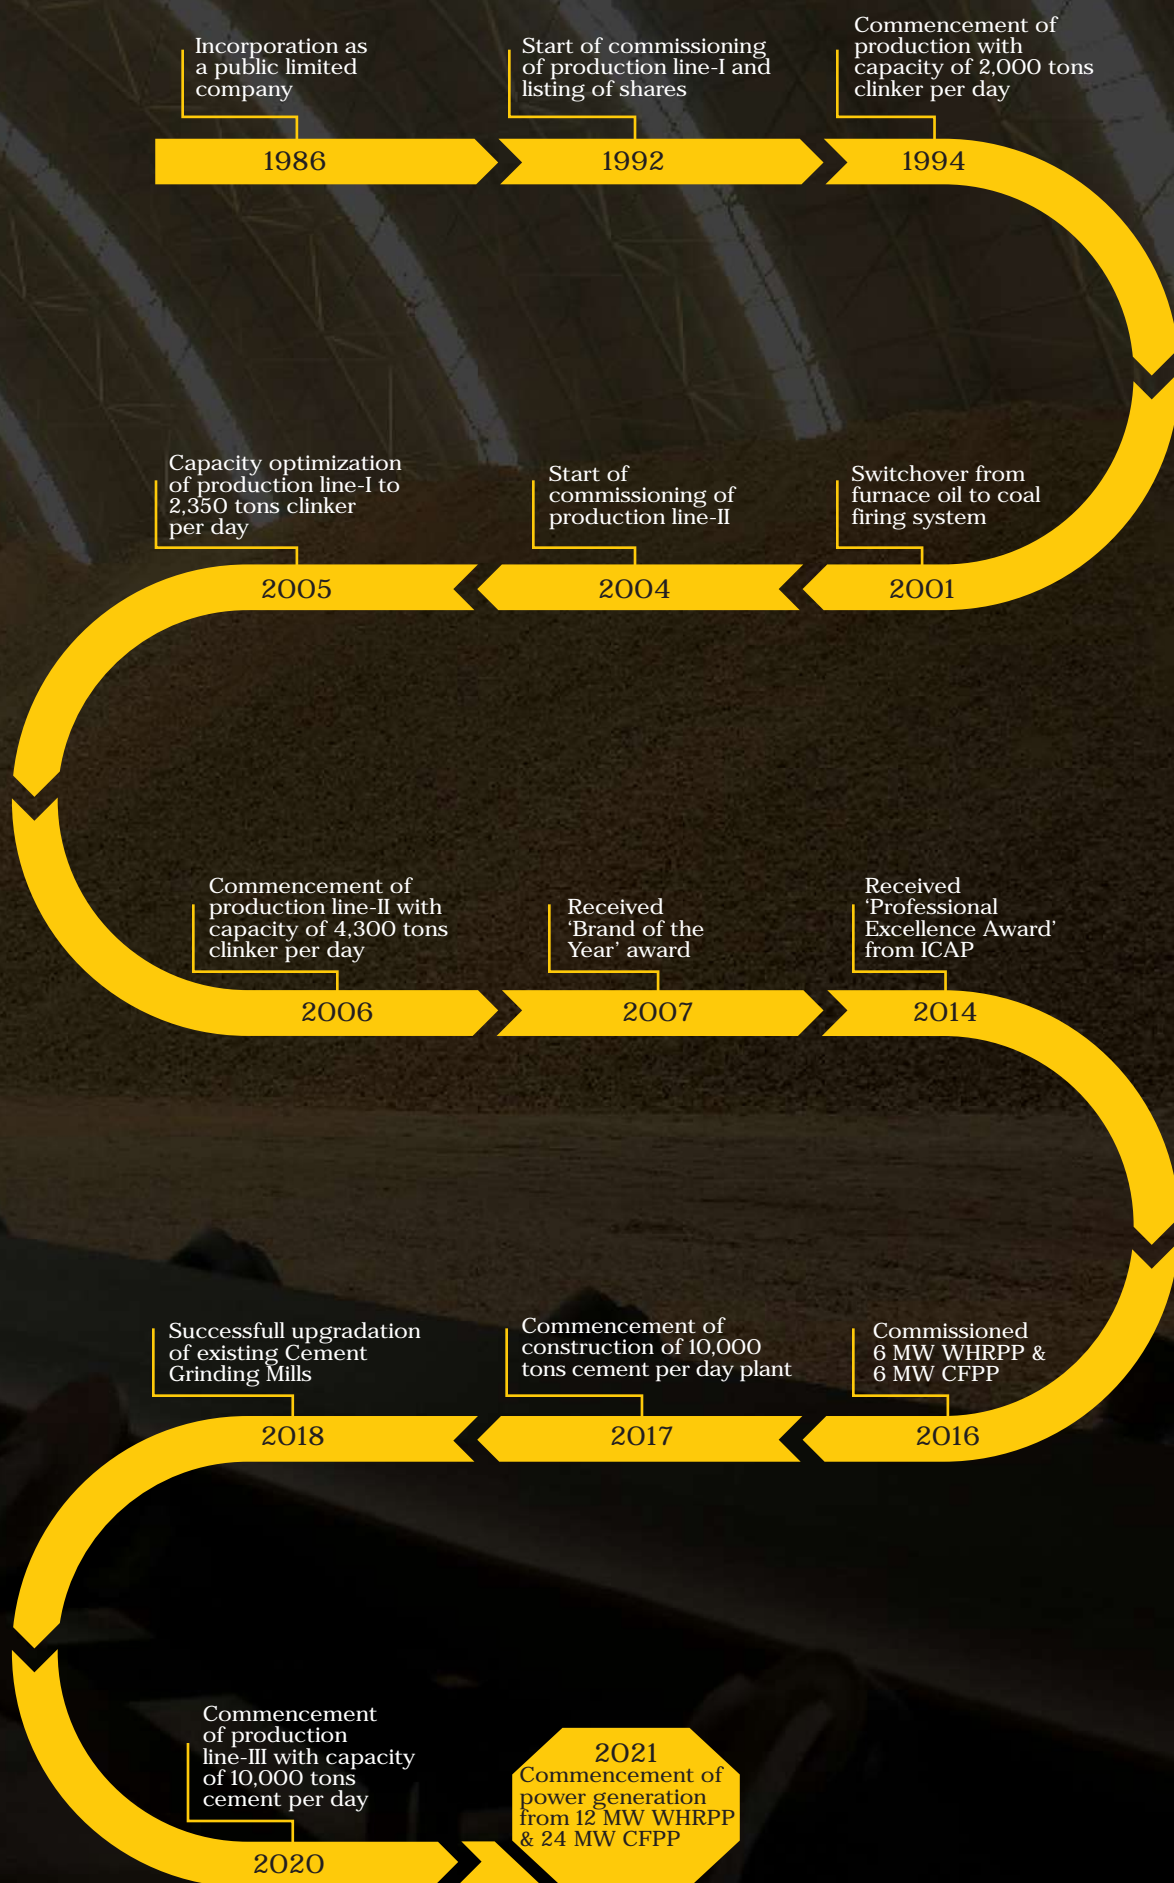 Incorporation as
a public limited
company
1986
Start of commissioning
of production line-I and
listing of shares
1992
Commencement of
production with
capacity of 2,000 tons
clinker per day
1994
Switchover from
furnace oil to coal
firing system
2001
Start of
commissioning of
production line-II
2004
Capacity optimization
of production line-I to
2,350 tons clinker
per day
2005
Commencement of
production line-II with
capacity of 4,300 tons
clinker per day
2006
Received
‘Brand of the
Year’ award
2007
Received
‘Professional
Excellence Award’
from ICAP
2014
Commissioned
6 MW WHRPP &
6 MW CFPP
2016
Commencement of
construction of 10,000
tons cement per day plant
2017
Successfull upgradation
of existing Cement
Grinding Mills
2018
Commencement
of production
line-III with capacity
of 10,000 tons
cement per day
2020
2021
Commencement of
power generation
from 12 MW WHRPP
& 24 MW CFPP